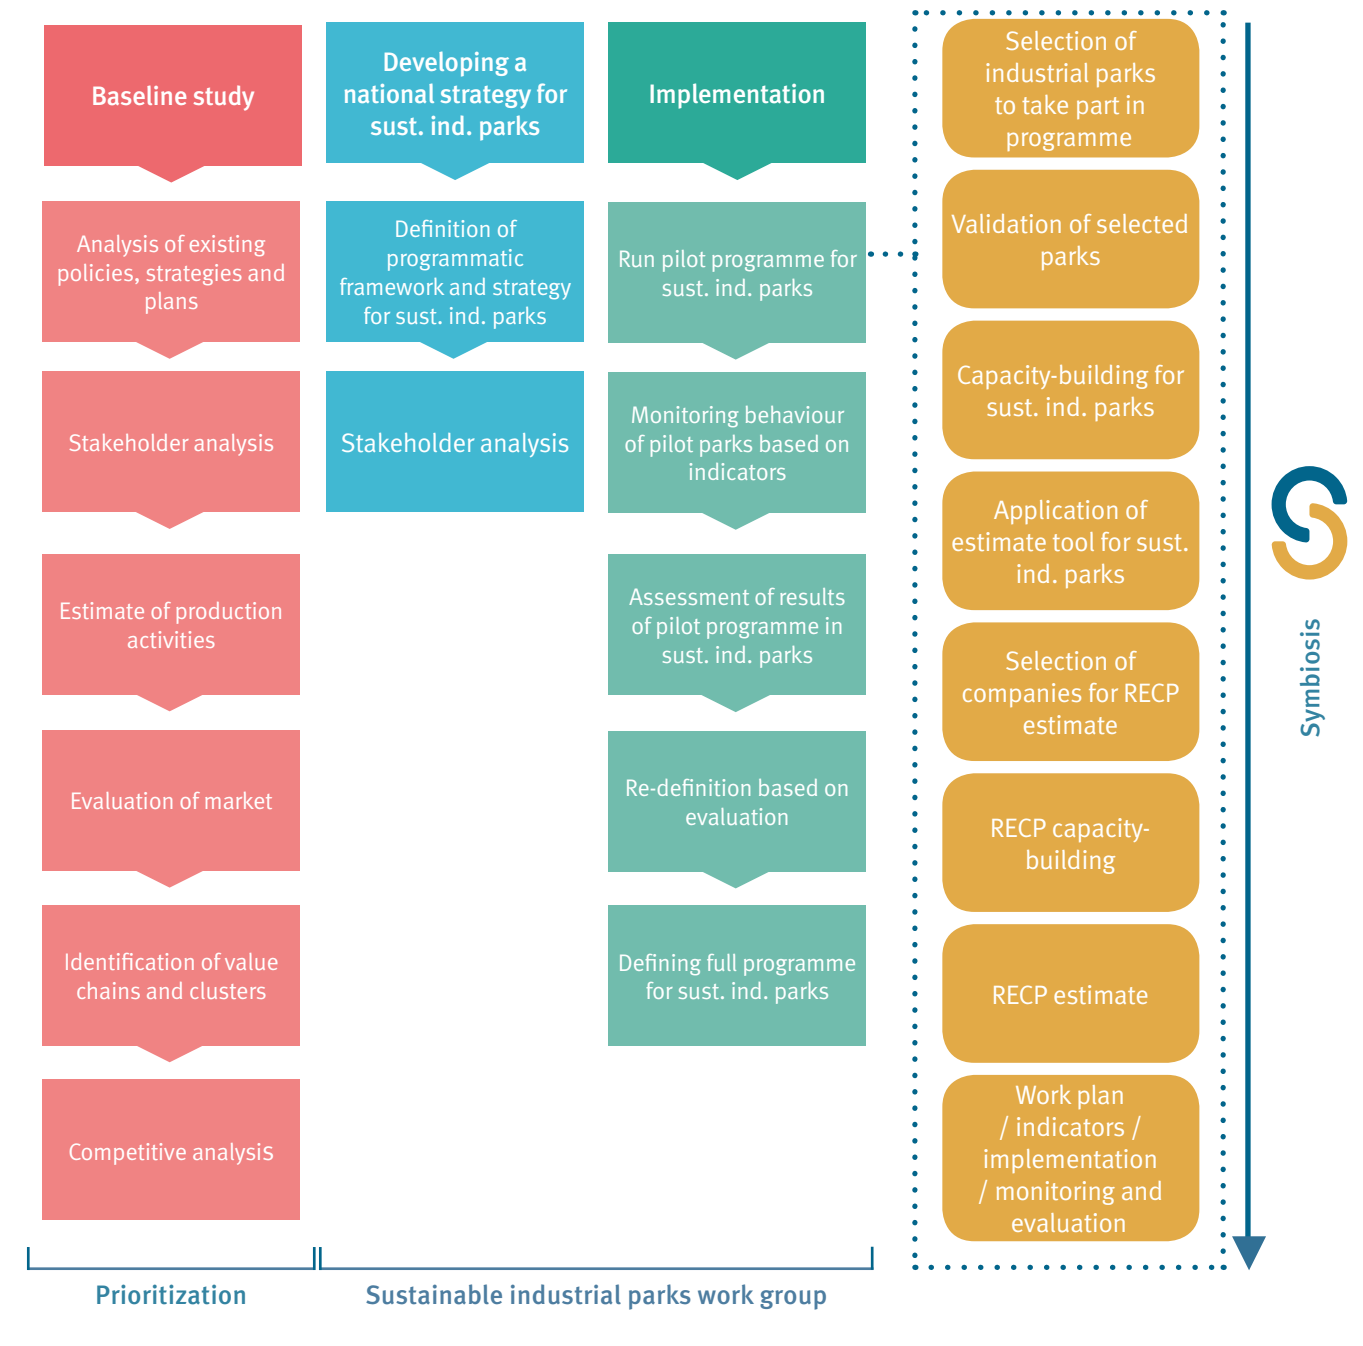 Baseline study
Analysis of existing
policies, strategies and
plans
Stakeholder analysis
Estimate of production
activities
Evaluation of market
Identification of value
chains and clusters
Competitive analysis
Developing a
national strategy for
sust. ind. parks
Definition of
programmatic
framework and strategy
for sust. ind. parks
Stakeholder analysis
Implementation
Run pilot programme for
sust. ind. parks
Monitoring behaviour
of pilot parks based on
indicators
Assessment of results
of pilot programme in
sust. ind. parks
Re-definition based on
evaluation
Defining full programme
for sust. ind. parks
Selection of
industrial parks
to take part in
programme
Validation of selected
parks
Capacity-building for
sust. ind. parks
Application of
estimate tool for sust.
ind. parks
Selection of
companies for RECP
estimate
RECP capacity-
building
RECP estimate
Work plan
/ indicators /
implementation
/ monitoring and
evaluation
Symbiosis
Prioritization
Sustainable industrial parks work group